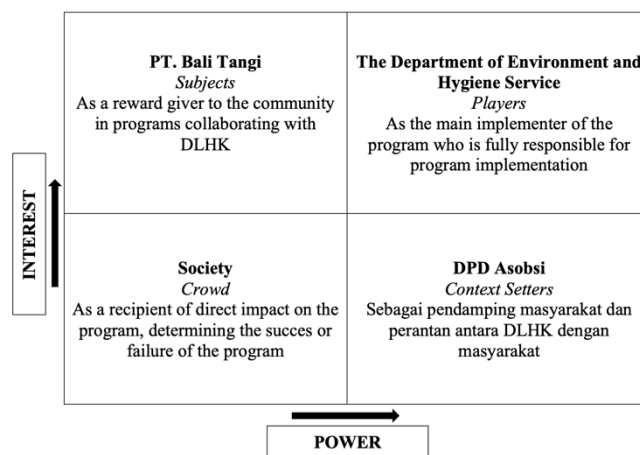 PT. Bali Tangi
Subjects
As a reward giver to the community
in programs collaborating with
DLHK
The Department of Environment and
Hygiene Service
Players
As the main implementer of the
program who is fully responsible for
program implementation
INTEREST
Society
Crowd
As a recipient of direct impact on the
program, determining the succes or
failure of the program
DPD Asobsi
Context Setters
Sebagai pendamping masyarakat dan
perantan antara DLHK dengan
masyarakat
POWER